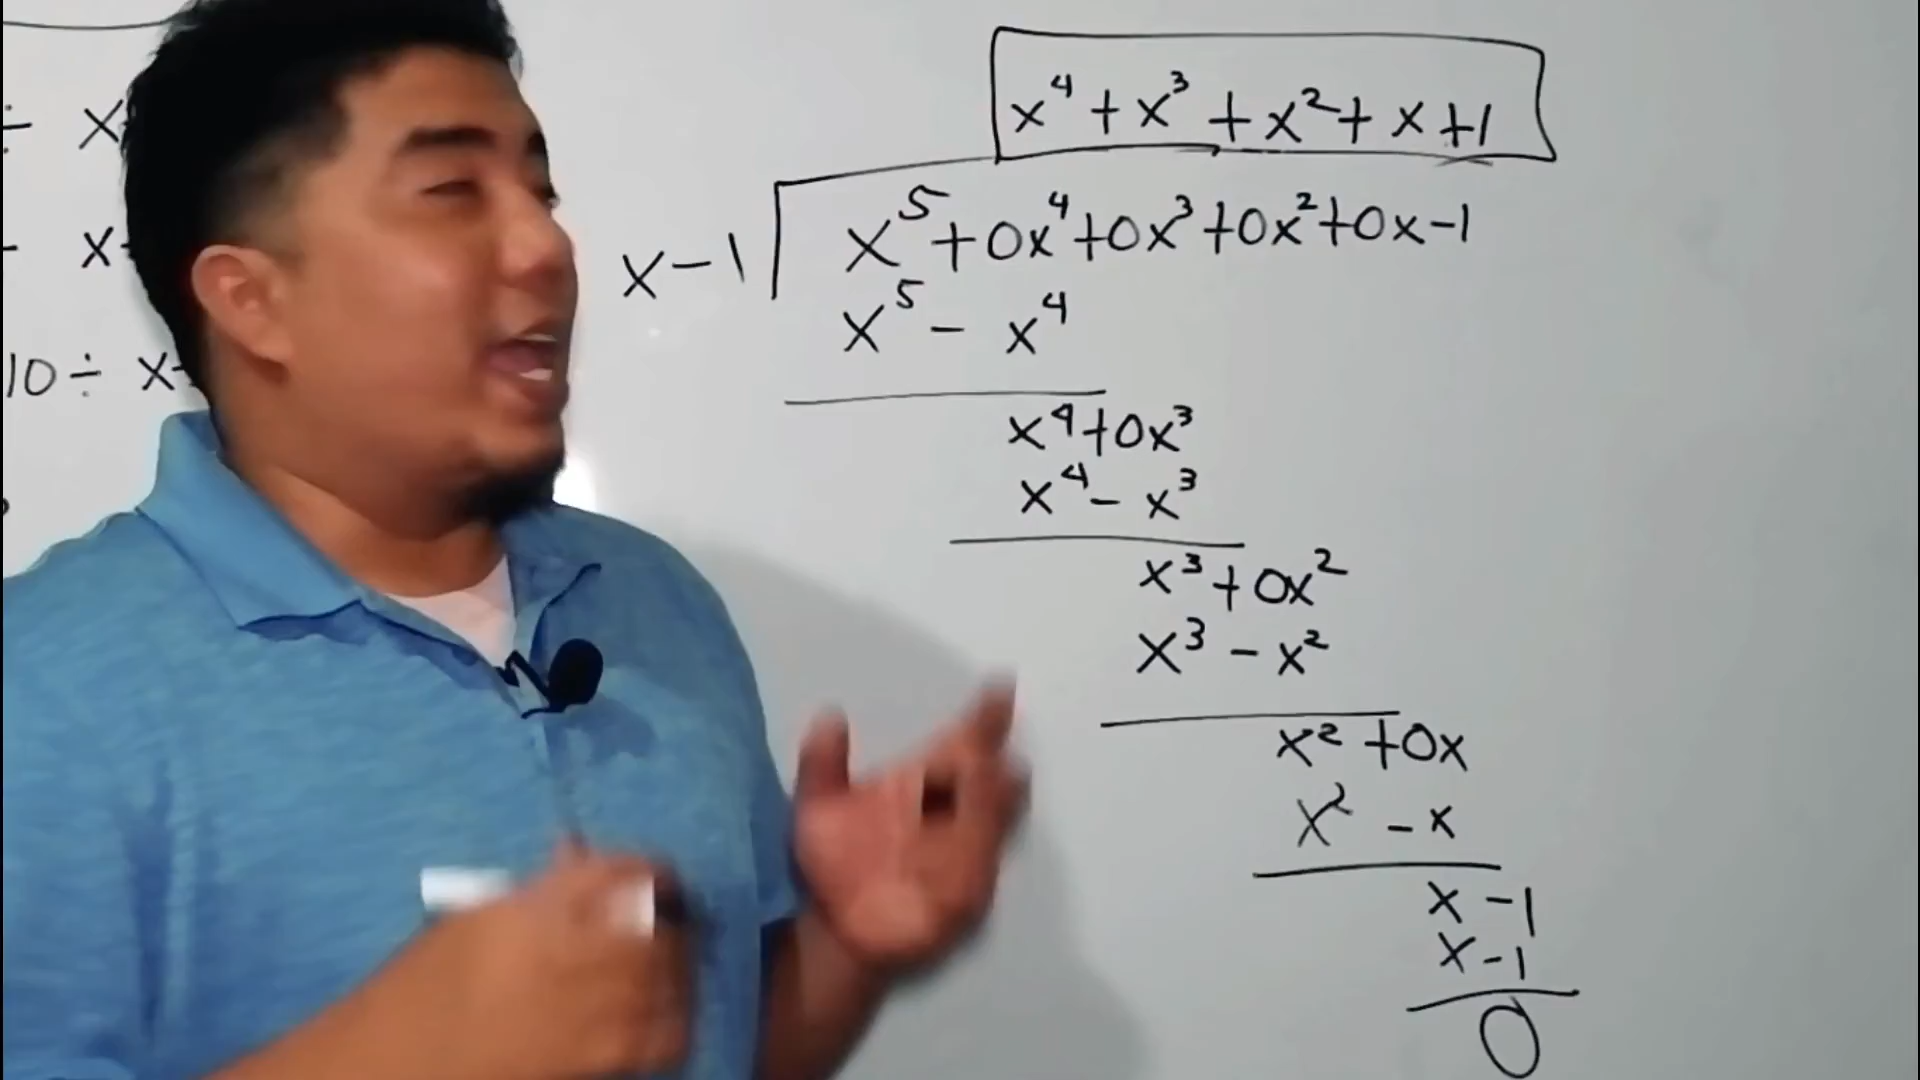 ÷ x
- x
10 ÷ x-
x⁴ + x³ + x² + x + 1
x - 1
x⁵ + 0x⁴ + 0x³ + 0x² + 0x - 1
x⁵ - x⁴
x⁴ + 0x³
x⁴ - x³
x³ + 0x²
x³ - x²
x² + 0x
x² - x
x - 1
x - 1
0